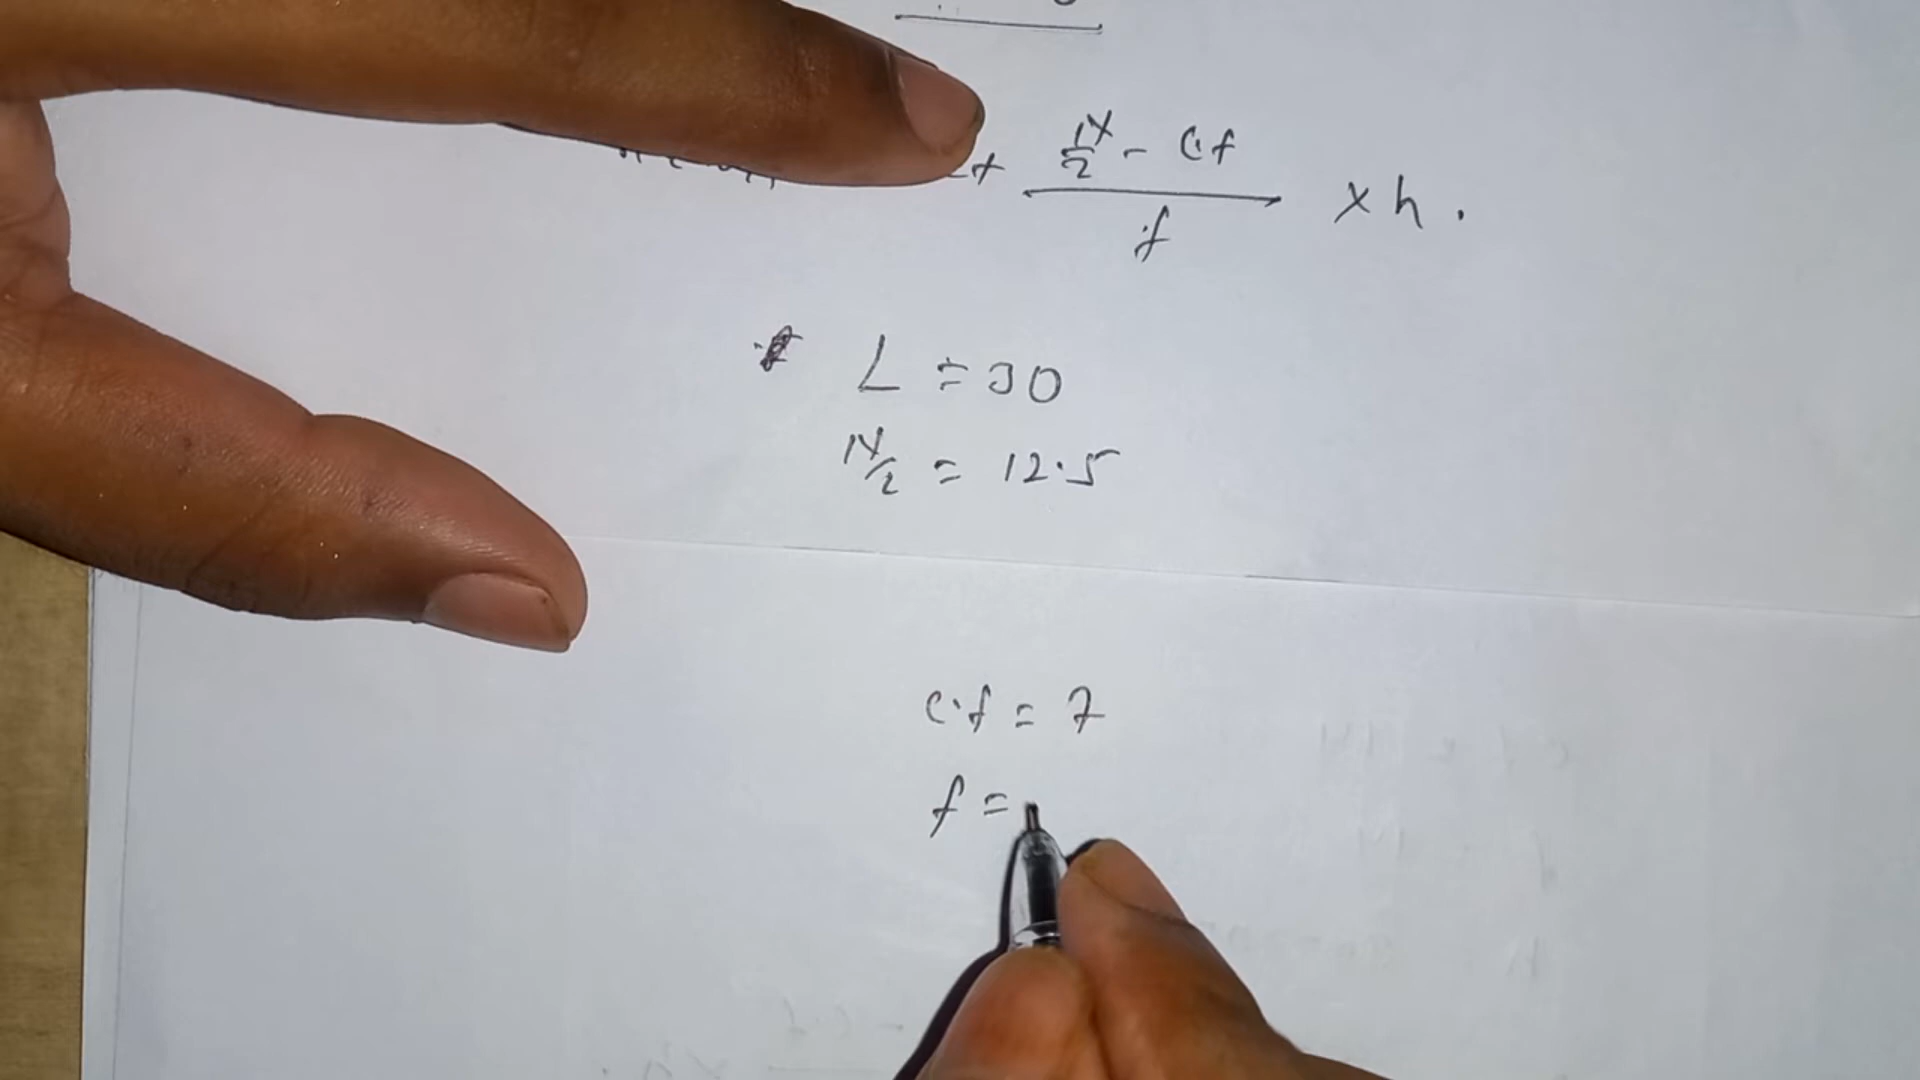 + N/2 - C.f / f × h.
L = 30
N/2 = 12.5
c.f = 7
f =